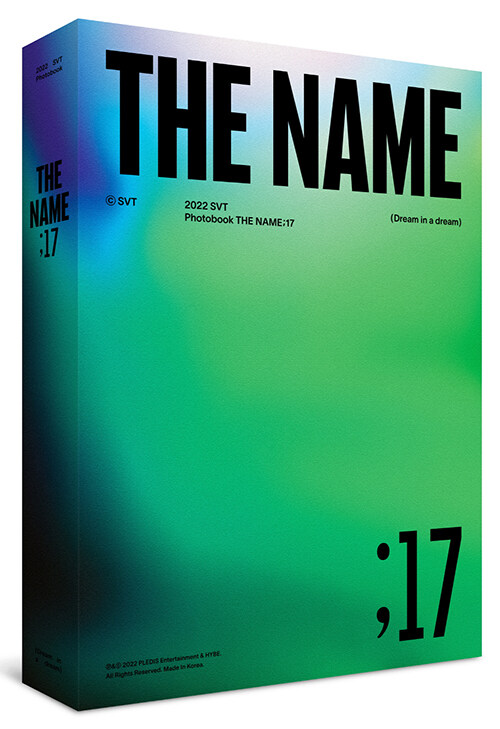 2022 SVT
Photobook
THE
NAME
;17
THE NAME
© SVT
2022 SVT
Photobook THE NAME;17
(Dream in a dream)
;17
℗&© 2022 PLEDIS Entertainment & HYBE.
All Rights Reserved. Made in Korea.